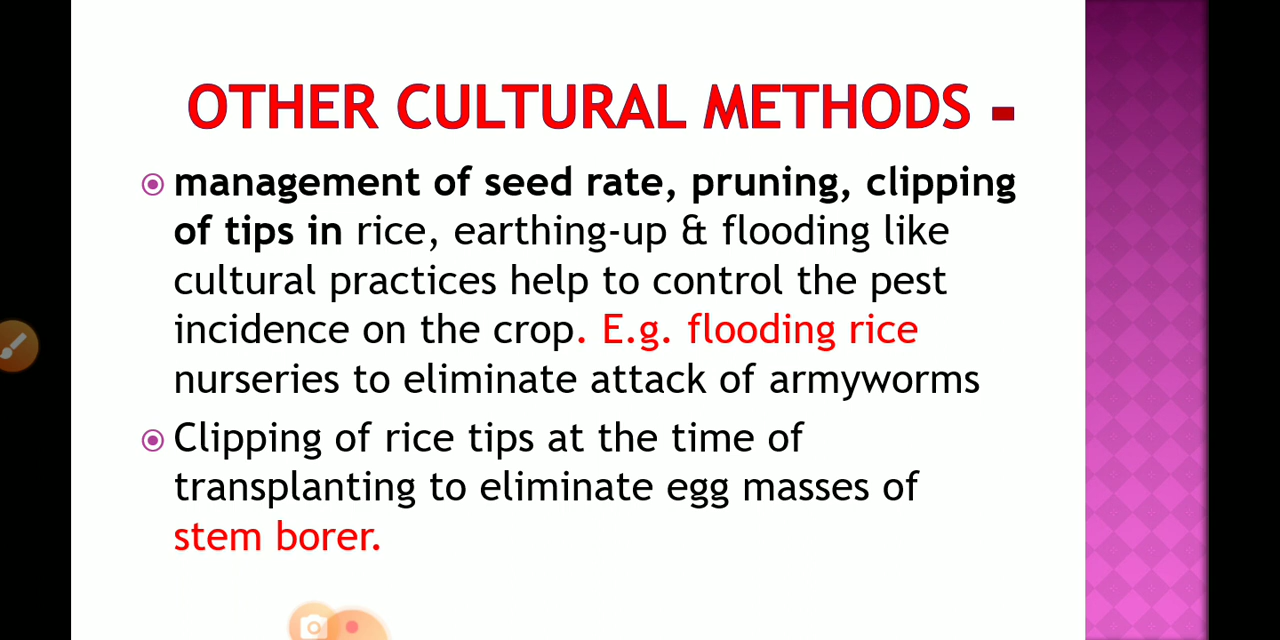 OTHER CULTURAL METHODS -
management of seed rate, pruning, clipping
of tips in rice, earthing-up & flooding like
cultural practices help to control the pest
incidence on the crop. E.g. flooding rice
nurseries to eliminate attack of armyworms
Clipping of rice tips at the time of
transplanting to eliminate egg masses of
stem borer.